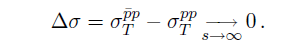 Δσ = σ_T^{p̄p} − σ_T^{pp} ⟶_{s→∞} 0 .